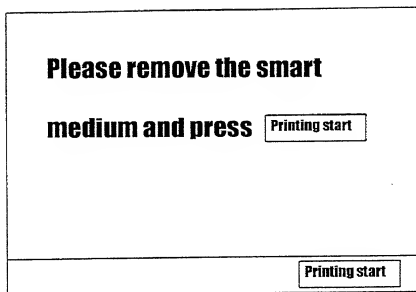 Please remove the smart
medium and press Printing start
Printing start